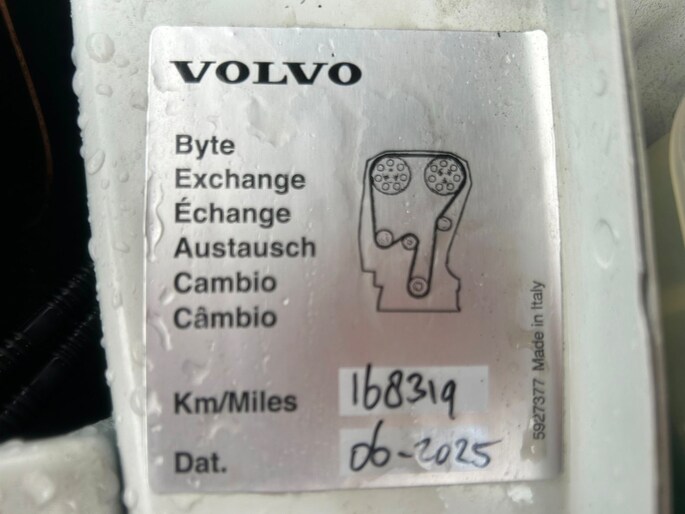 VOLVO
Byte
Exchange
Échange
Austausch
Cambio
Câmbio
Km/Miles 168319
Dat. 06-2025
5927377 Made in Italy